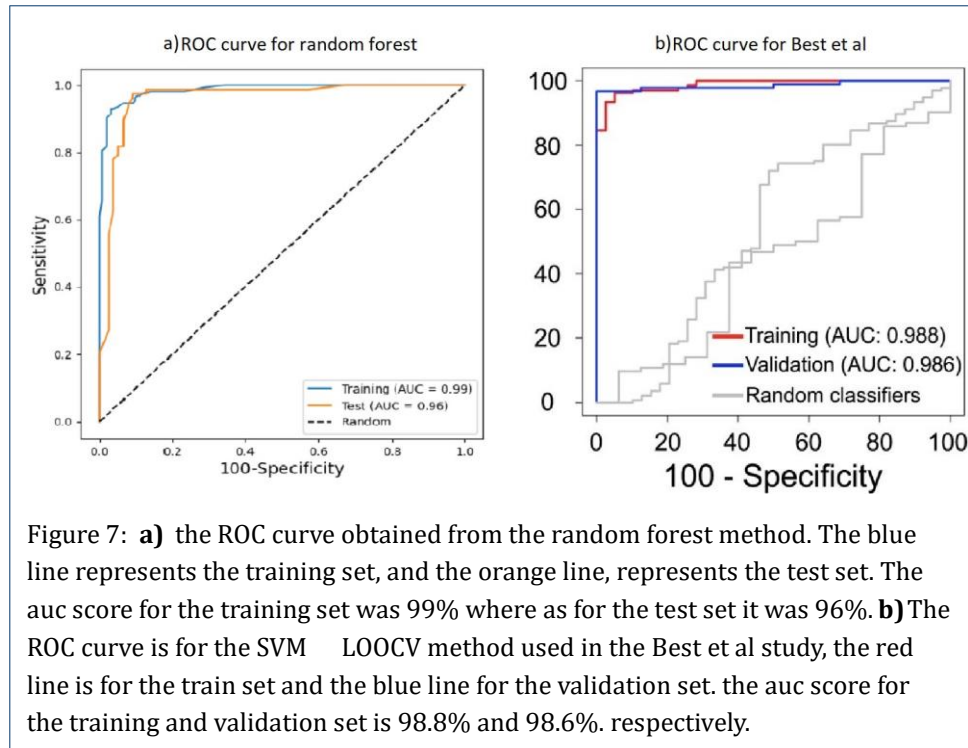 a)ROC curve for random forest
1.0
0.8
0.6
0.4
0.2
0.0
Sensitivity
0.0 0.2 0.4 0.6 0.8 1.0
100-Specificity
Training (AUC = 0.99)
Test (AUC = 0.96)
Random
b)ROC curve for Best et al
100
80
60
40
20
0
0 20 40 60 80 100
100 - Specificity
Training (AUC: 0.988)
Validation (AUC: 0.986)
Random classifiers
Figure 7: a) the ROC curve obtained from the random forest method. The blue
line represents the training set, and the orange line, represents the test set. The
auc score for the training set was 99% where as for the test set it was 96%. b)The
ROC curve is for the SVM LOOCV method used in the Best et al study, the red
line is for the train set and the blue line for the validation set. the auc score for
the training and validation set is 98.8% and 98.6%. respectively.